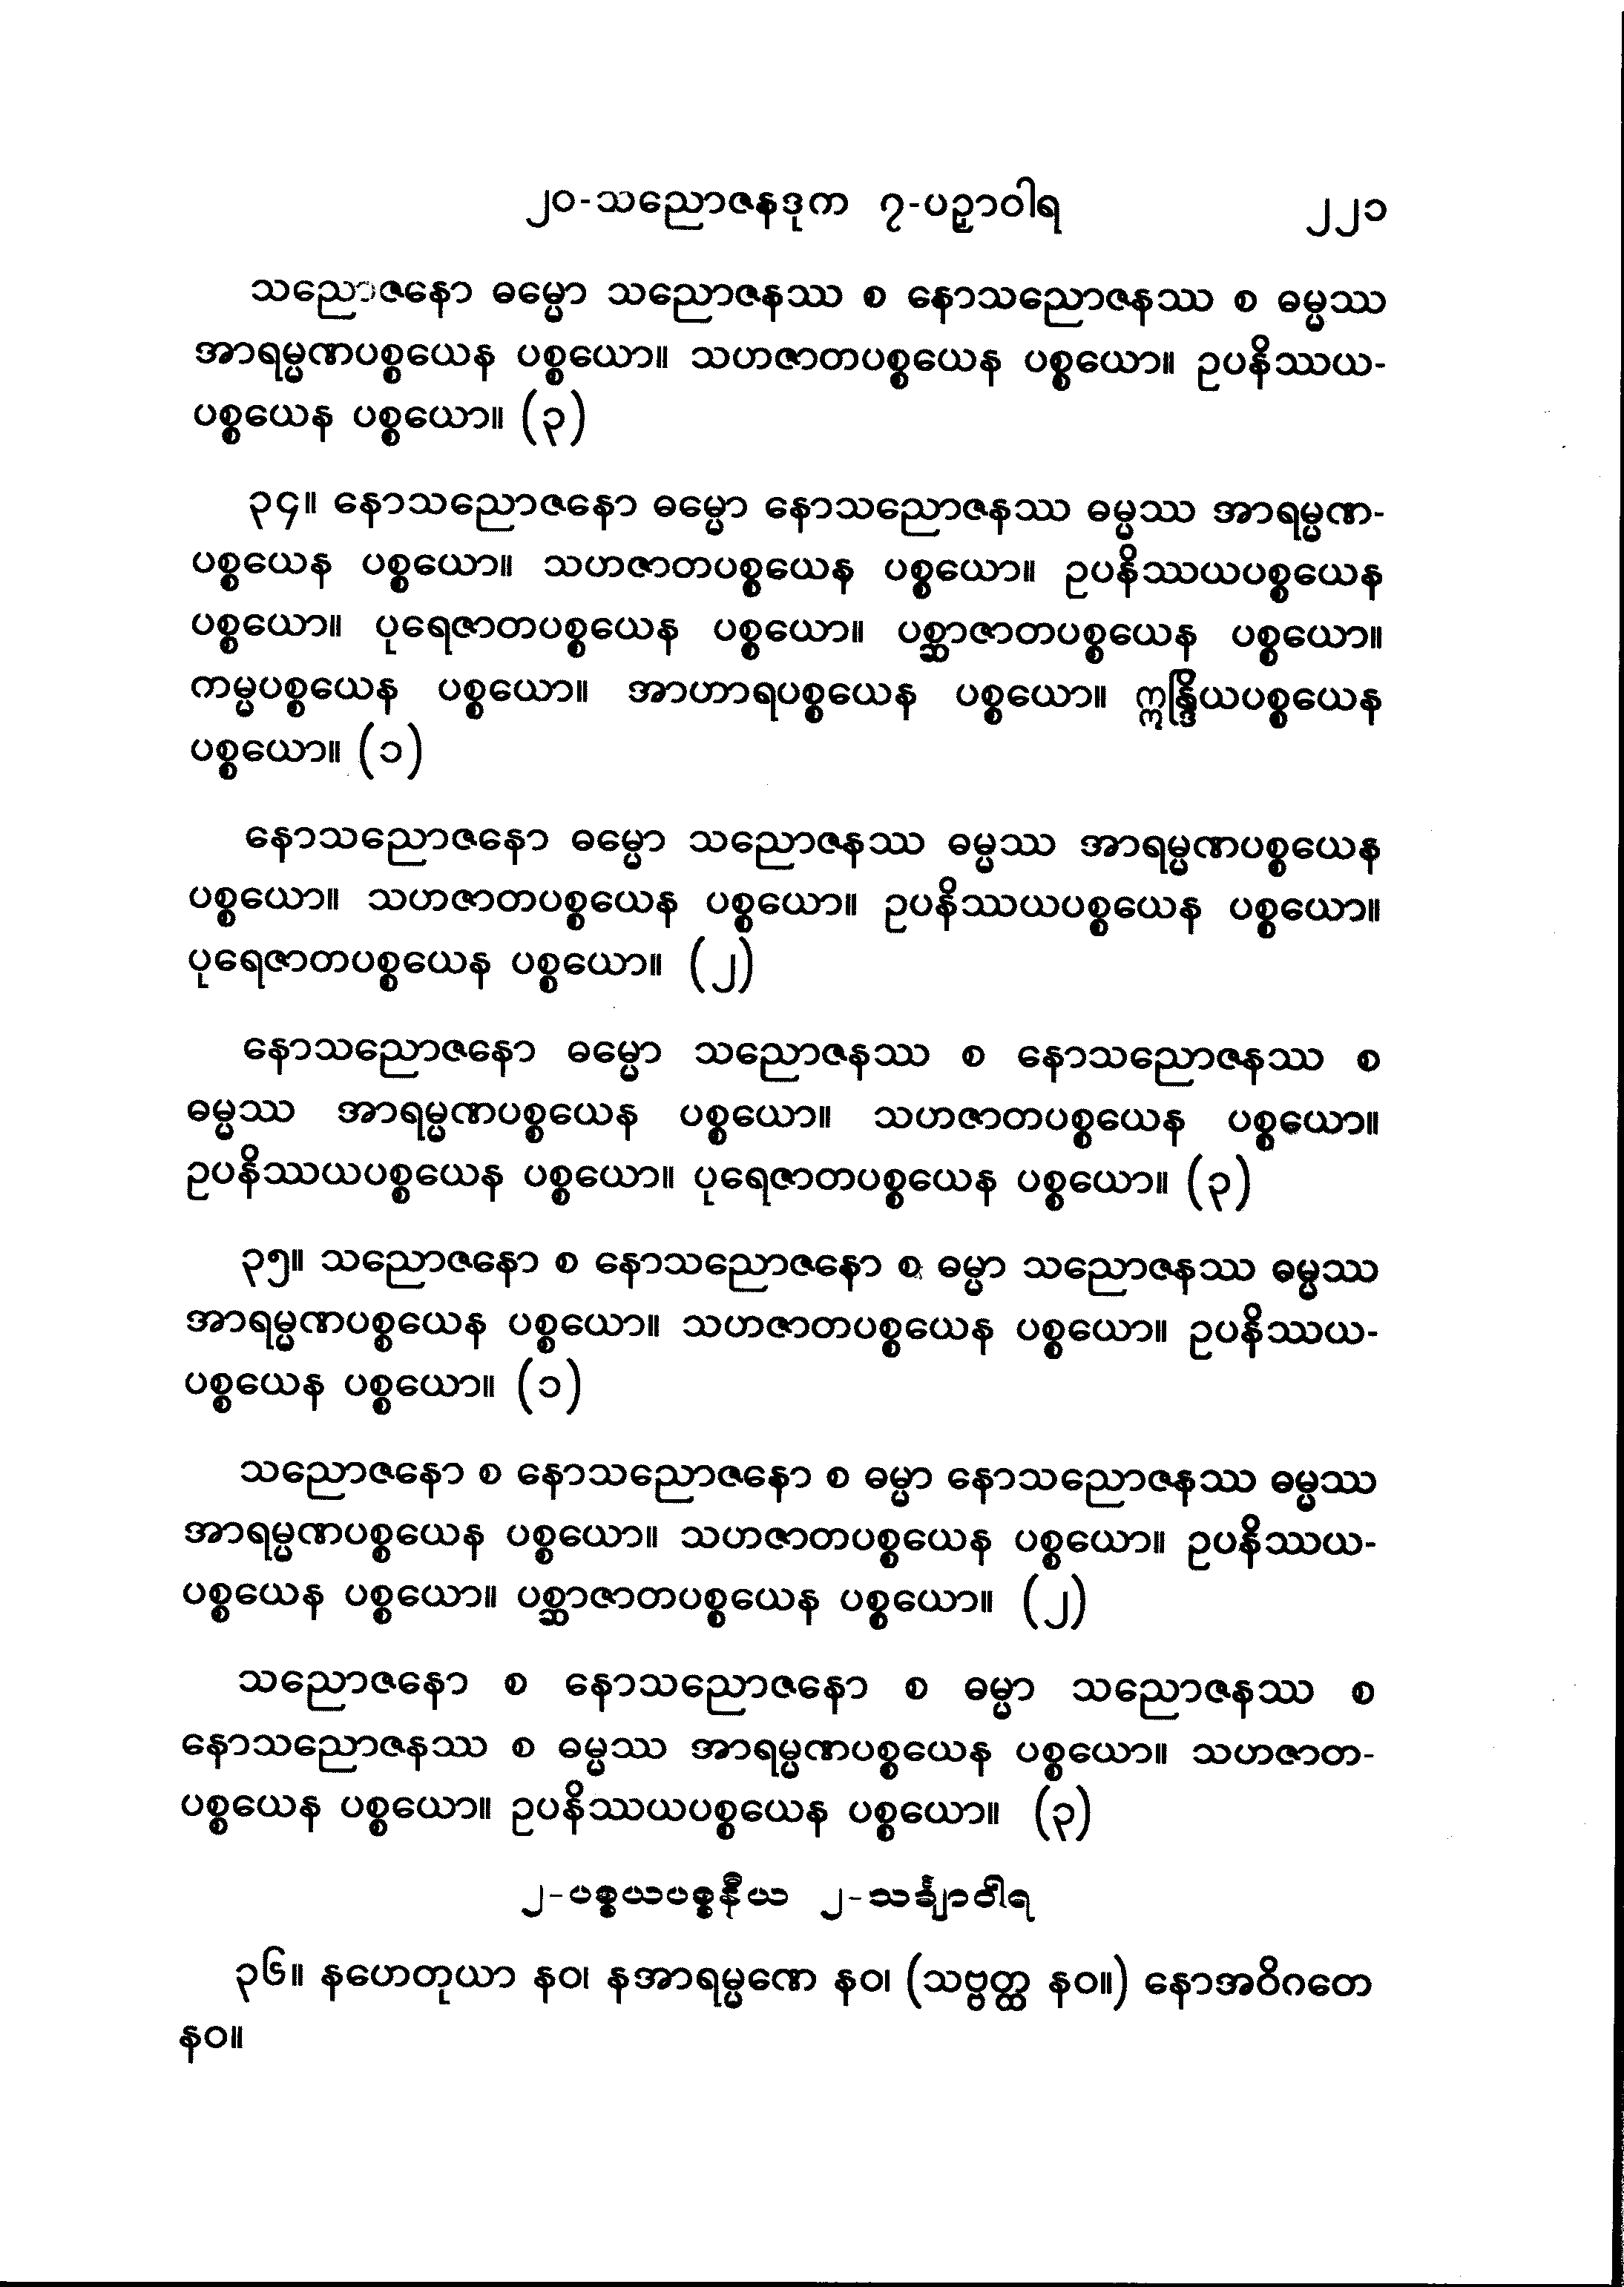 ၂၀-သညောဇနဒုက ၇-ပဉှာဝါရ ၂၂၁
သညောဇနော ဓမ္မော သညောဇနဿ စ နောသညောဇနဿ စ ဓမ္မဿ
အာရမ္မဏပစ္စယေန ပစ္စယော။ သဟဇာတပစ္စယေန ပစ္စယော။ ဥပနိဿယ-
ပစ္စယေန ပစ္စယော။ (၃)
၃၄။ နောသညောဇနော ဓမ္မော နောသညောဇနဿ ဓမ္မဿ အာရမ္မဏ-
ပစ္စယေန ပစ္စယော။ သဟဇာတပစ္စယေန ပစ္စယော။ ဥပနိဿယပစ္စယေန
ပစ္စယော။ ပုရေဇာတပစ္စယေန ပစ္စယော။ ပစ္ဆာဇာတပစ္စယေန ပစ္စယော။
ကမ္မပစ္စယေန ပစ္စယော။ အာဟာရပစ္စယေန ပစ္စယော။ ဣန္ဒြိယပစ္စယေန
ပစ္စယော။ (၁)
နောသညောဇနော ဓမ္မော သညောဇနဿ ဓမ္မဿ အာရမ္မဏပစ္စယေန
ပစ္စယော။ သဟဇာတပစ္စယေန ပစ္စယော။ ဥပနိဿယပစ္စယေန ပစ္စယော။
ပုရေဇာတပစ္စယေန ပစ္စယော။ (၂)
နောသညောဇနော ဓမ္မော သညောဇနဿ စ နောသညောဇနဿ စ
ဓမ္မဿ အာရမ္မဏပစ္စယေန ပစ္စယော။ သဟဇာတပစ္စယေန ပစ္စယော။
ဥပနိဿယပစ္စယေန ပစ္စယော။ ပုရေဇာတပစ္စယေန ပစ္စယော။ (၃)
၃၅။ သညောဇနော စ နောသညောဇနော စ ဓမ္မာ သညောဇနဿ ဓမ္မဿ
အာရမ္မဏပစ္စယေန ပစ္စယော။ သဟဇာတပစ္စယေန ပစ္စယော။ ဥပနိဿယ-
ပစ္စယေန ပစ္စယော။ (၁)
သညောဇနော စ နောသညောဇနော စ ဓမ္မာ နောသညောဇနဿ ဓမ္မဿ
အာရမ္မဏပစ္စယေန ပစ္စယော။ သဟဇာတပစ္စယေန ပစ္စယော။ ဥပနိဿယ-
ပစ္စယေန ပစ္စယော။ ပစ္ဆာဇာတပစ္စယေန ပစ္စယော။ (၂)
သညောဇနော စ နောသညောဇနော စ ဓမ္မာ သညောဇနဿ စ
နောသညောဇနဿ စ ဓမ္မဿ အာရမ္မဏပစ္စယေန ပစ္စယော။ သဟဇာတ-
ပစ္စယေန ပစ္စယော။ ဥပနိဿယပစ္စယေန ပစ္စယော။ (၃)
၂-ပစ္စယပစ္စနီယ ၂-သင်္ချာဝါရ
၃၆။ နဟေတုယာ နဝ၊ နအာရမ္မဏေ နဝ၊ (သဗ္ဗတ္ထ နဝ။) နောအဝိဂတေ
နဝ။